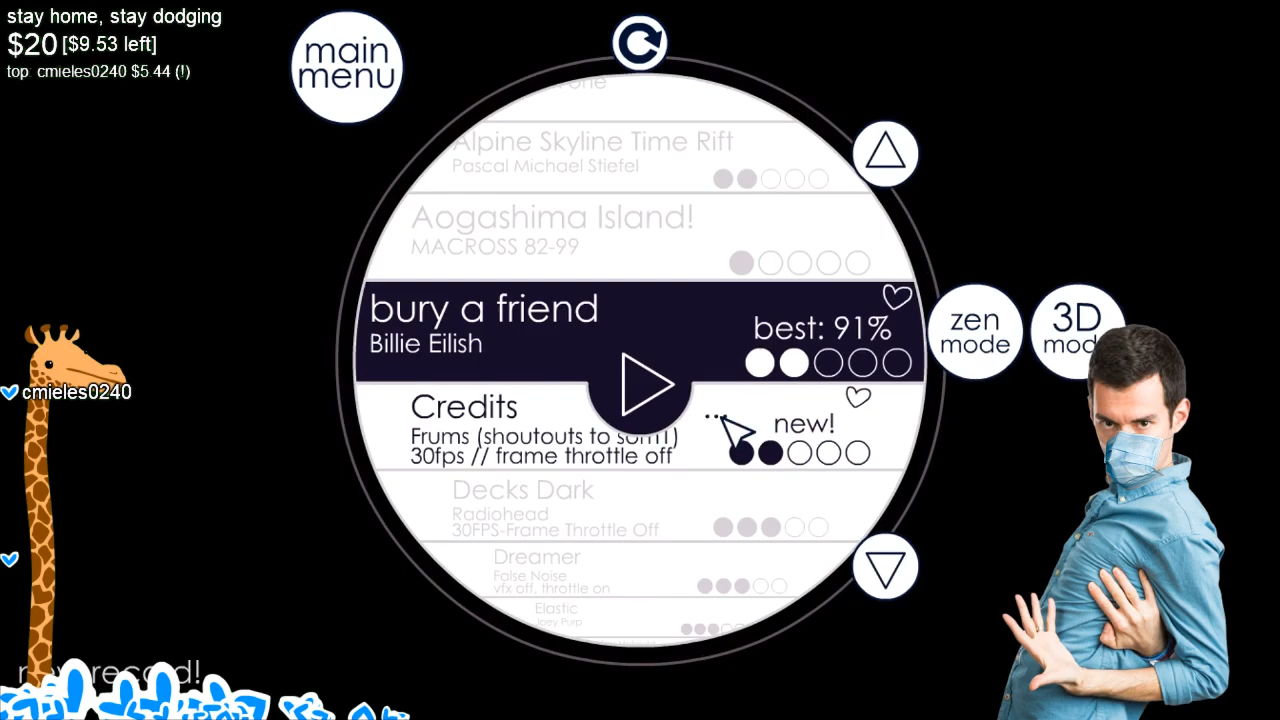 stay home, stay dodging
$20 [$9.53 left]
top: cmieles0240 $5.44 (!)
main
menu
Alpine Skyline Time Rift
Pascal Michael Stiefel
Aogashima Island!
MACROSS 82-99
bury a friend
Billie Eilish
best: 91%
zen
mode
3D
Credits
Frums (shoutouts to
30fps // frame throttle off
...
new!
Decks Dark
Radiohead
30FPS-Frame Throttle Off
Dreamer
False Noise
vfx off, throttle on
Elastic
Joey Purp
cmieles0240